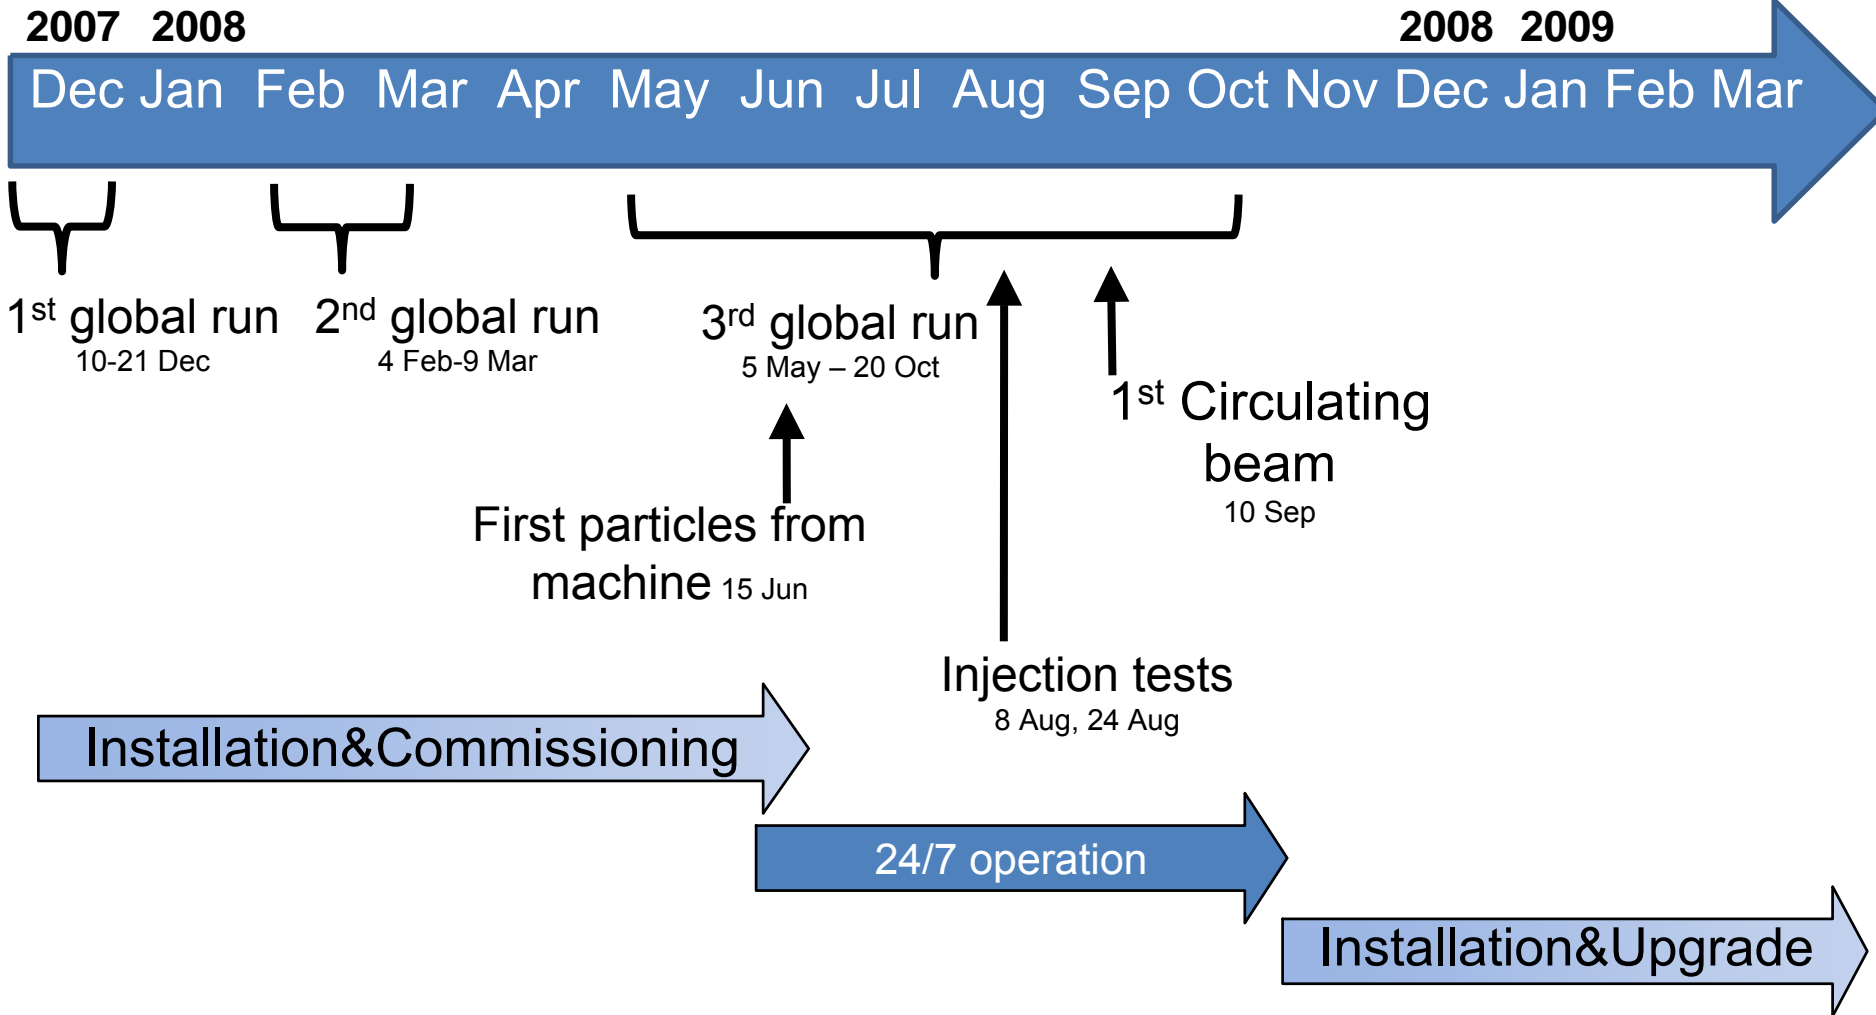 2007 2008 2008 2009
Dec Jan Feb Mar Apr May Jun Jul Aug Sep Oct Nov Dec Jan Feb Mar
1st global run
10-21 Dec
2nd global run
4 Feb-9 Mar
3rd global run
5 May – 20 Oct
1st Circulating
beam
10 Sep
First particles from
machine 15 Jun
Injection tests
8 Aug, 24 Aug
Installation&Commissioning
24/7 operation
Installation&Upgrade